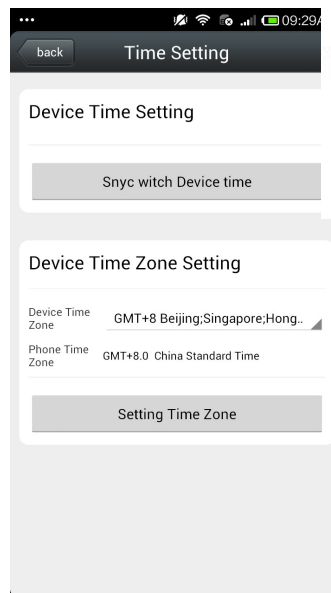 09:29A
back
Time Setting
Device Time Setting
Snyc witch Device time
Device Time Zone Setting
Device Time
Zone
GMT+8 Beijing;Singapore;Hong..
Phone Time
Zone
GMT+8.0 China Standard Time
Setting Time Zone